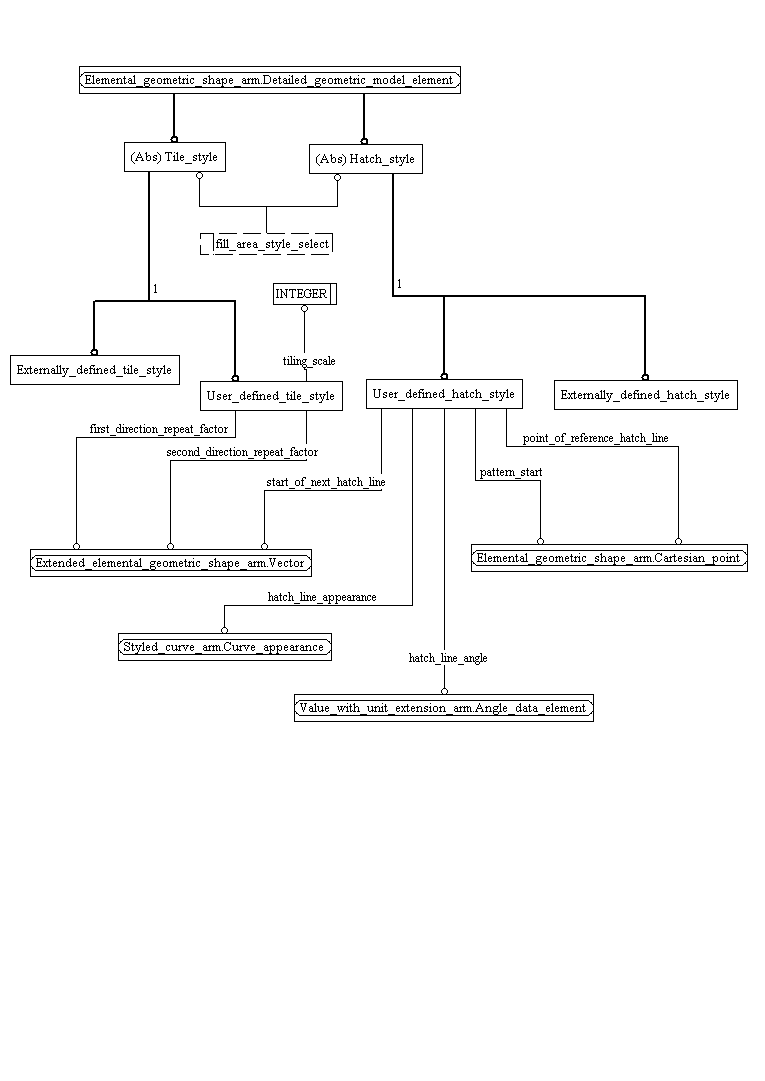 Elemental_geometric_shape_arm.Detailed_geometric_model_element
(Abs) Tile_style
(Abs) Hatch_style
fill_area_style_select
1
1
INTEGER
tiling_scale
Externally_defined_tile_style
User_defined_tile_style
User_defined_hatch_style
Externally_defined_hatch_style
first_direction_repeat_factor
second_direction_repeat_factor
point_of_reference_hatch_line
start_of_next_hatch_line
pattern_start
Extended_elemental_geometric_shape_arm.Vector
Elemental_geometric_shape_arm.Cartesian_point
hatch_line_appearance
Styled_curve_arm.Curve_appearance
hatch_line_angle
Value_with_unit_extension_arm.Angle_data_element